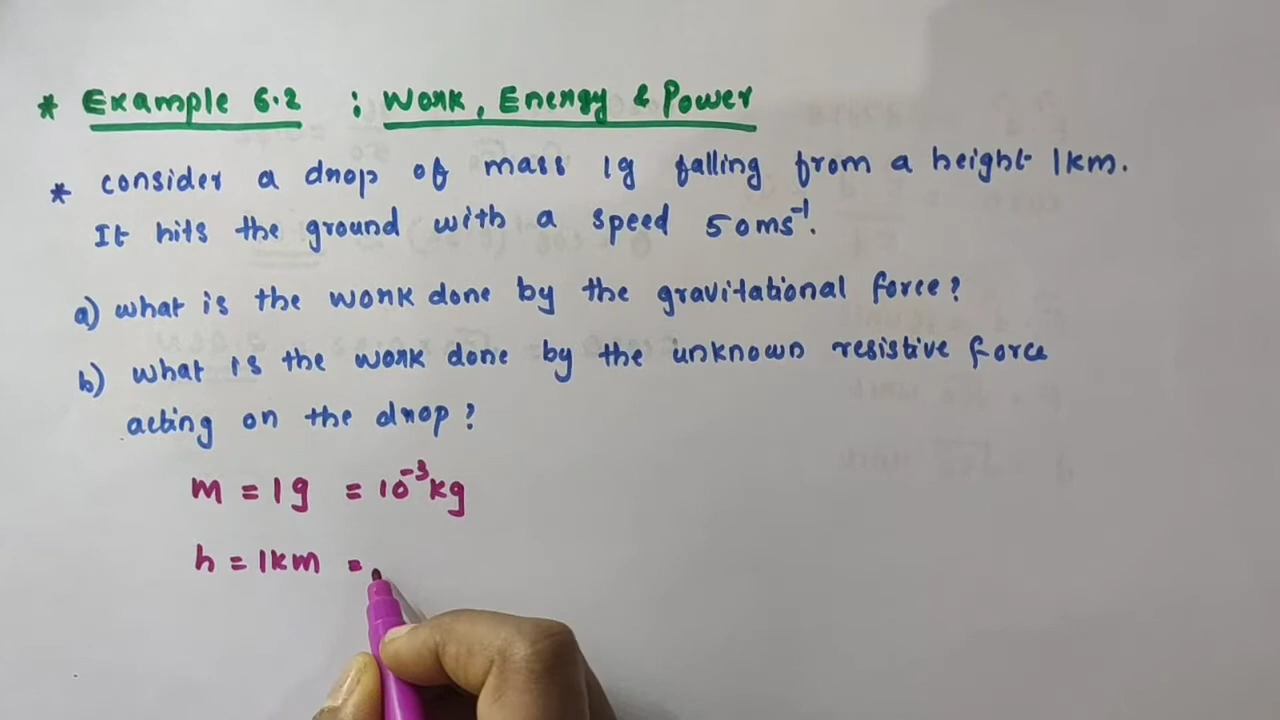 * Example 6.2 : Work, Energy & Power
* consider a drop of mass 1g falling from a height 1km.
It hits the ground with a speed 50ms⁻¹.
a) what is the work done by the gravitational force?
b) what is the work done by the unknown resistive force
acting on the drop?
m = 1g = 10⁻³kg
h = 1km =